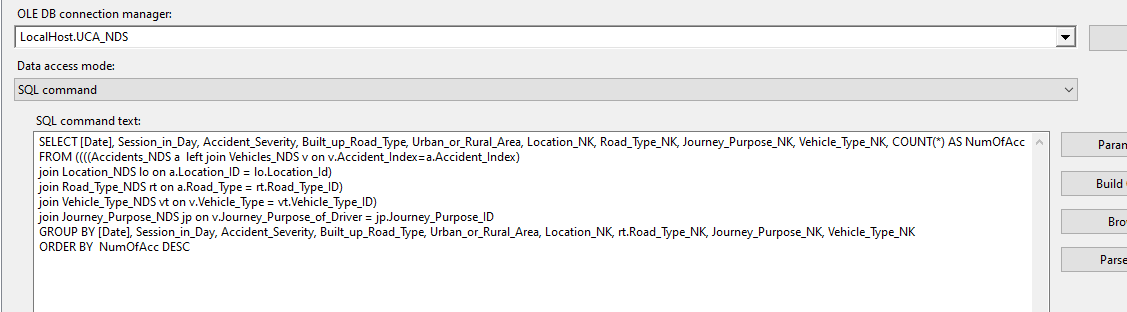 OLE DB connection manager:
LocalHost.UCA_NDS
Data access mode:
SQL command
SQL command text:
SELECT [Date], Session_in_Day, Accident_Severity, Built_up_Road_Type, Urban_or_Rural_Area, Location_NK, Road_Type_NK, Journey_Purpose_NK, Vehicle_Type_NK, COUNT(*) AS NumOfAcc
FROM ((((Accidents_NDS a  left join Vehicles_NDS v on v.Accident_Index=a.Accident_Index)
join Location_NDS lo on a.Location_ID = lo.Location_Id)
join Road_Type_NDS rt on a.Road_Type = rt.Road_Type_ID)
join Vehicle_Type_NDS vt on v.Vehicle_Type = vt.Vehicle_Type_ID)
join Journey_Purpose_NDS jp on v.Journey_Purpose_of_Driver = jp.Journey_Purpose_ID
GROUP BY [Date], Session_in_Day, Accident_Severity, Built_up_Road_Type, Urban_or_Rural_Area, Location_NK, rt.Road_Type_NK, Journey_Purpose_NK, Vehicle_Type_NK
ORDER BY  NumOfAcc DESC
Param
Build
Bro
Parse